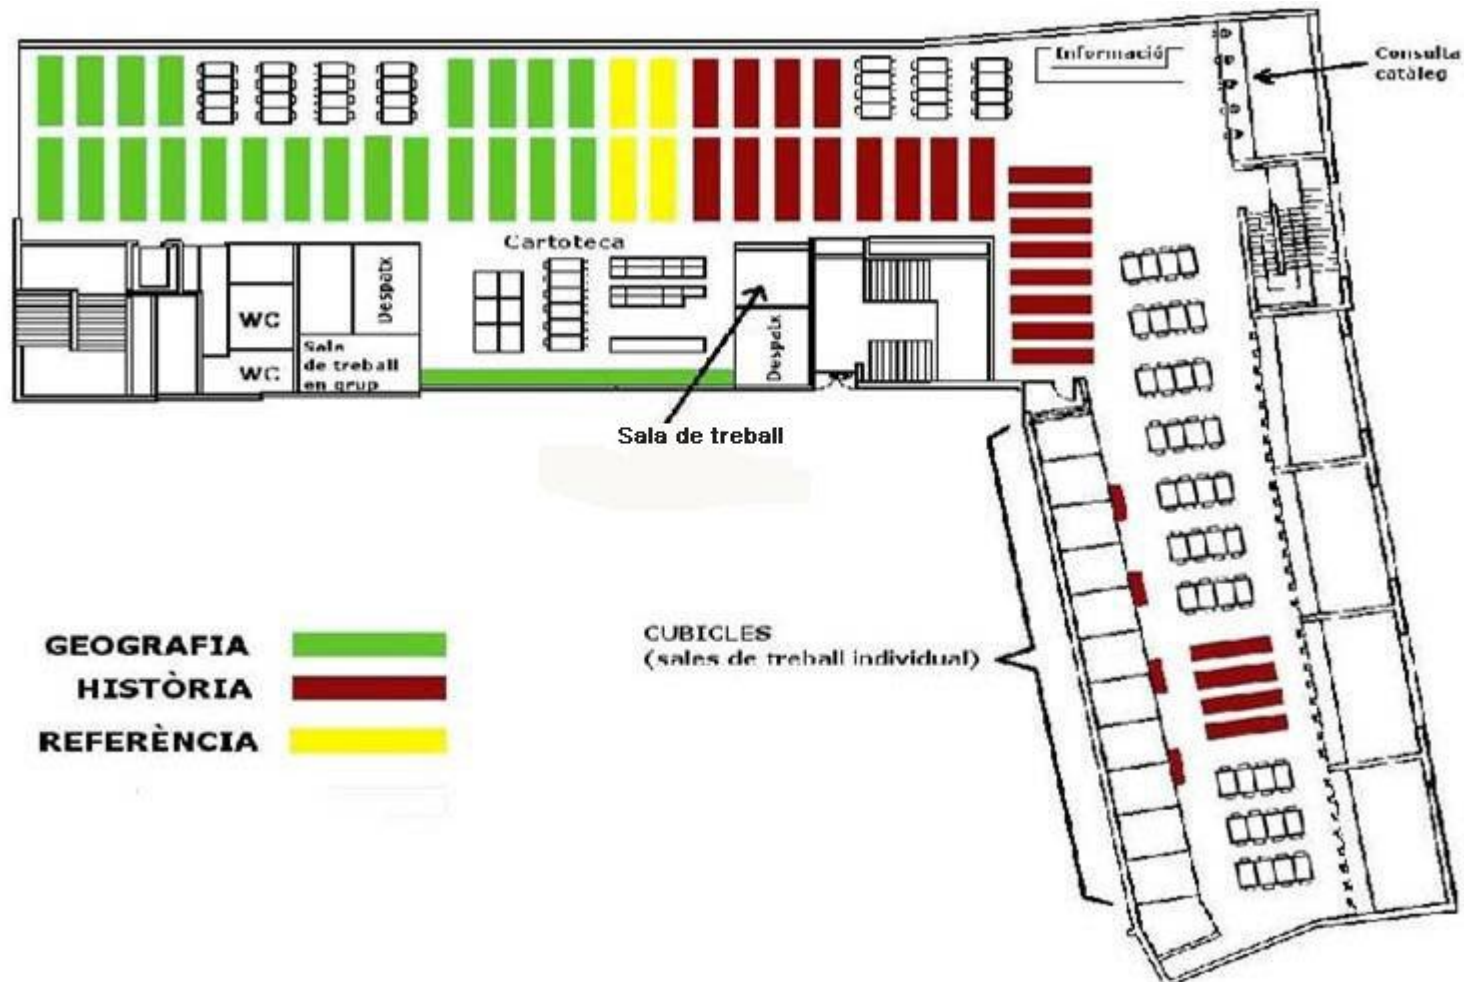 Informació
Consulta
catàleg
Cartoteca
Despatx
WC
Sala
de treball
en grup
WC
Despatx
Sala de treball
GEOGRAFIA
HISTÒRIA
REFERÈNCIA
CUBICLES
(sales de treball individual)